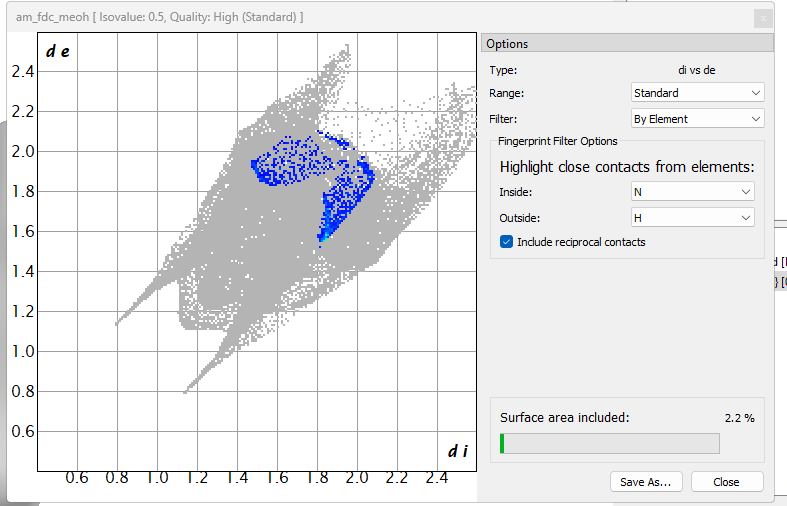 am_fdc_meoh [ Isovalue: 0.5, Quality: High (Standard) ]
x
d e
2.4
2.2
2.0
1.8
1.6
1.4
1.2
1.0
0.8
0.6
d i
0.6 0.8 1.0 1.2 1.4 1.6 1.8 2.0 2.2 2.4
Options
Type: di vs de
Range: Standard
Filter: By Element
Fingerprint Filter Options
Highlight close contacts from elements:
Inside: N
Outside: H
Include reciprocal contacts
Surface area included: 2.2 %
Save As... Close